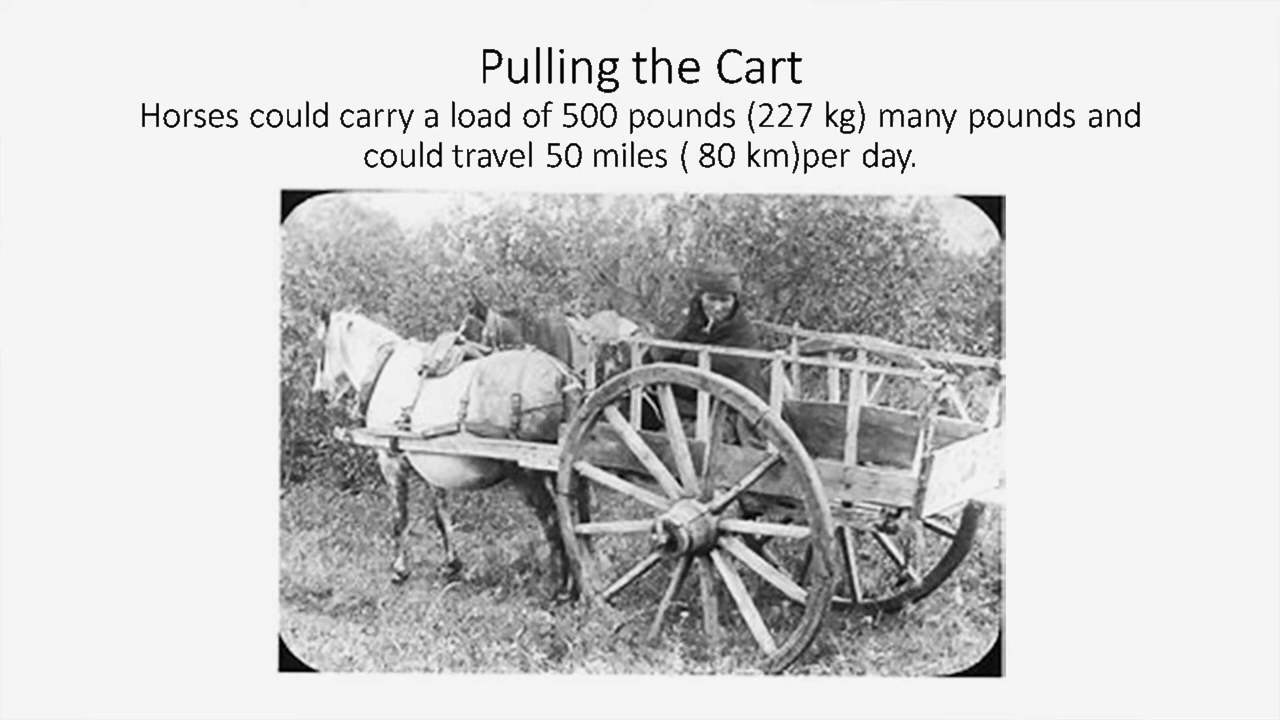 Pulling the Cart
Horses could carry a load of 500 pounds (227 kg) many pounds and
could travel 50 miles ( 80 km)per day.